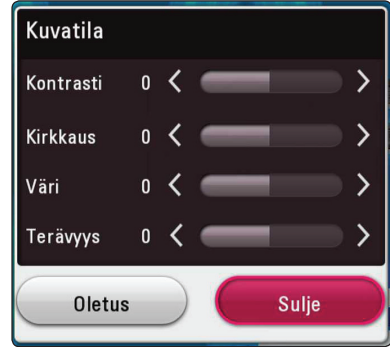 Kuvatila
Kontrasti 0
Kirkkaus 0
Väri 0
Terävyys 0
Oletus Sulje